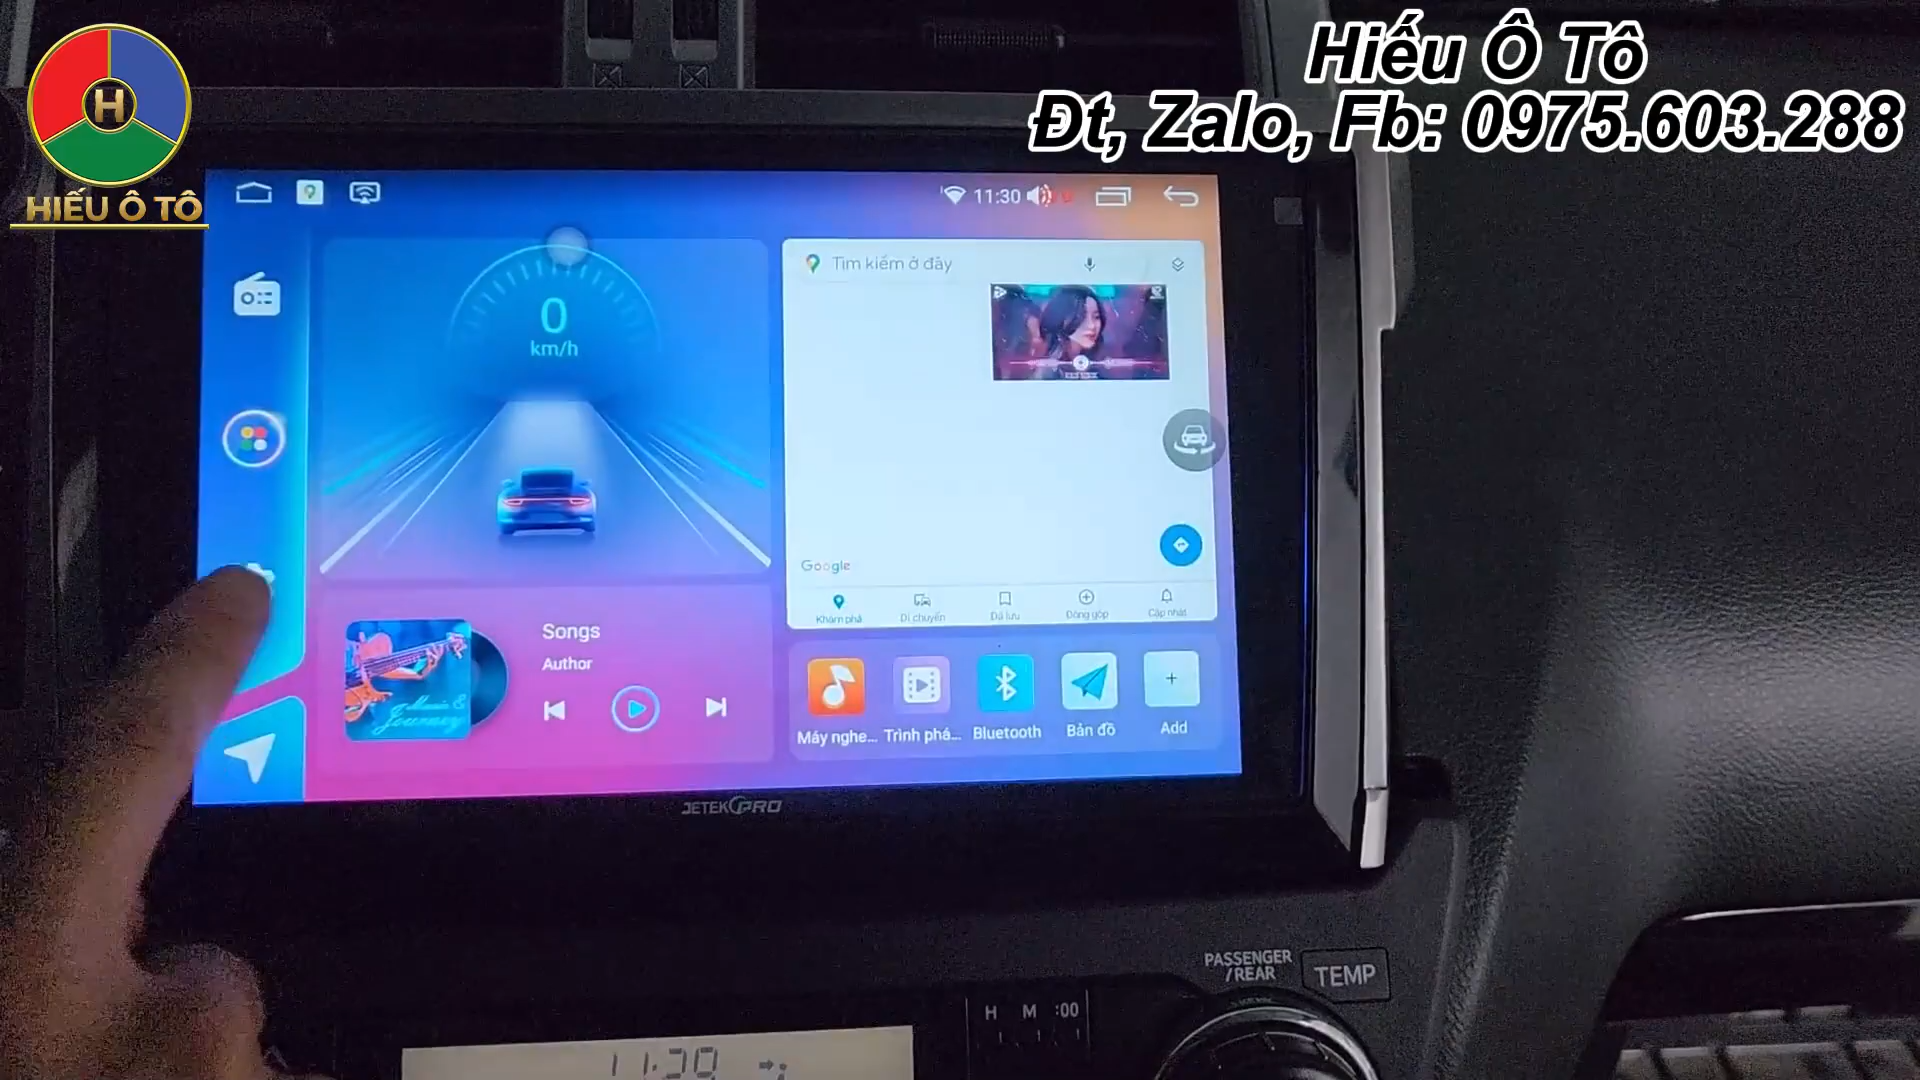 Hiếu Ô Tô
Đt, Zalo, Fb: 0975.603.288
H
HIẾU Ô TÔ
11:30
0
km/h
Tìm kiếm ở đây
Google
Khám phá
Di chuyển
Đã lưu
Đóng góp
Cập nhật
Songs
Author
Music &
Journey
Máy nghe...
Trình phá...
Bluetooth
Bản đồ
Add
JETEK PRO
PASSENGER
/REAR
TEMP
H M :00